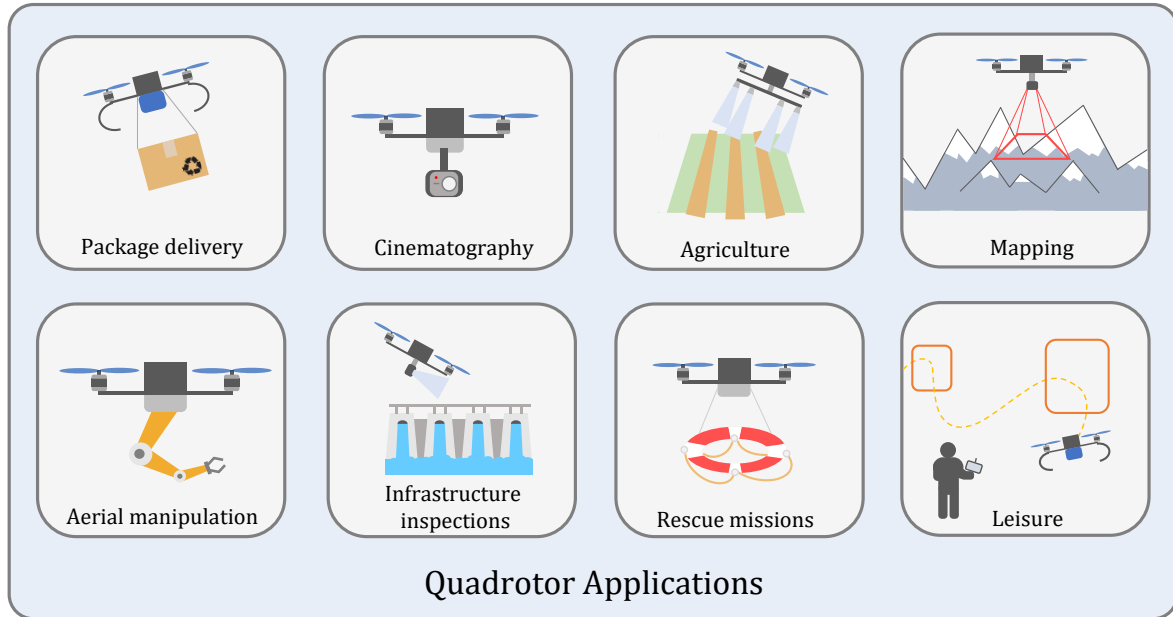 Package delivery
Cinematography
Agriculture
Mapping
Aerial manipulation
Infrastructure
inspections
Rescue missions
Leisure
Quadrotor Applications